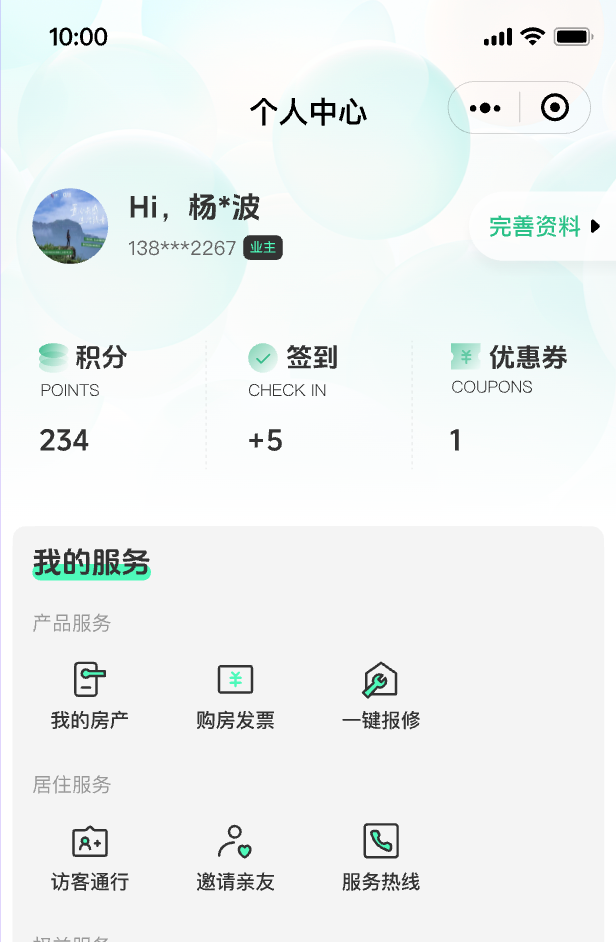 10:00
个人中心
Hi，杨*波
138***2267 业主
完善资料
积分 签到 优惠券
POINTS CHECK IN COUPONS
234 +5 1
我的服务
产品服务
我的房产 购房发票 一键报修
居住服务
访客通行 邀请亲友 服务热线